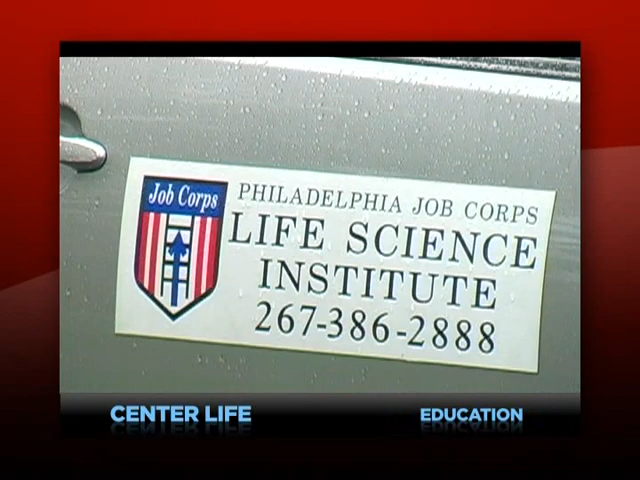 Job Corps
PHILADELPHIA JOB CORPS
LIFE SCIENCE
INSTITUTE
267-386-2888
CENTER LIFE
EDUCATION